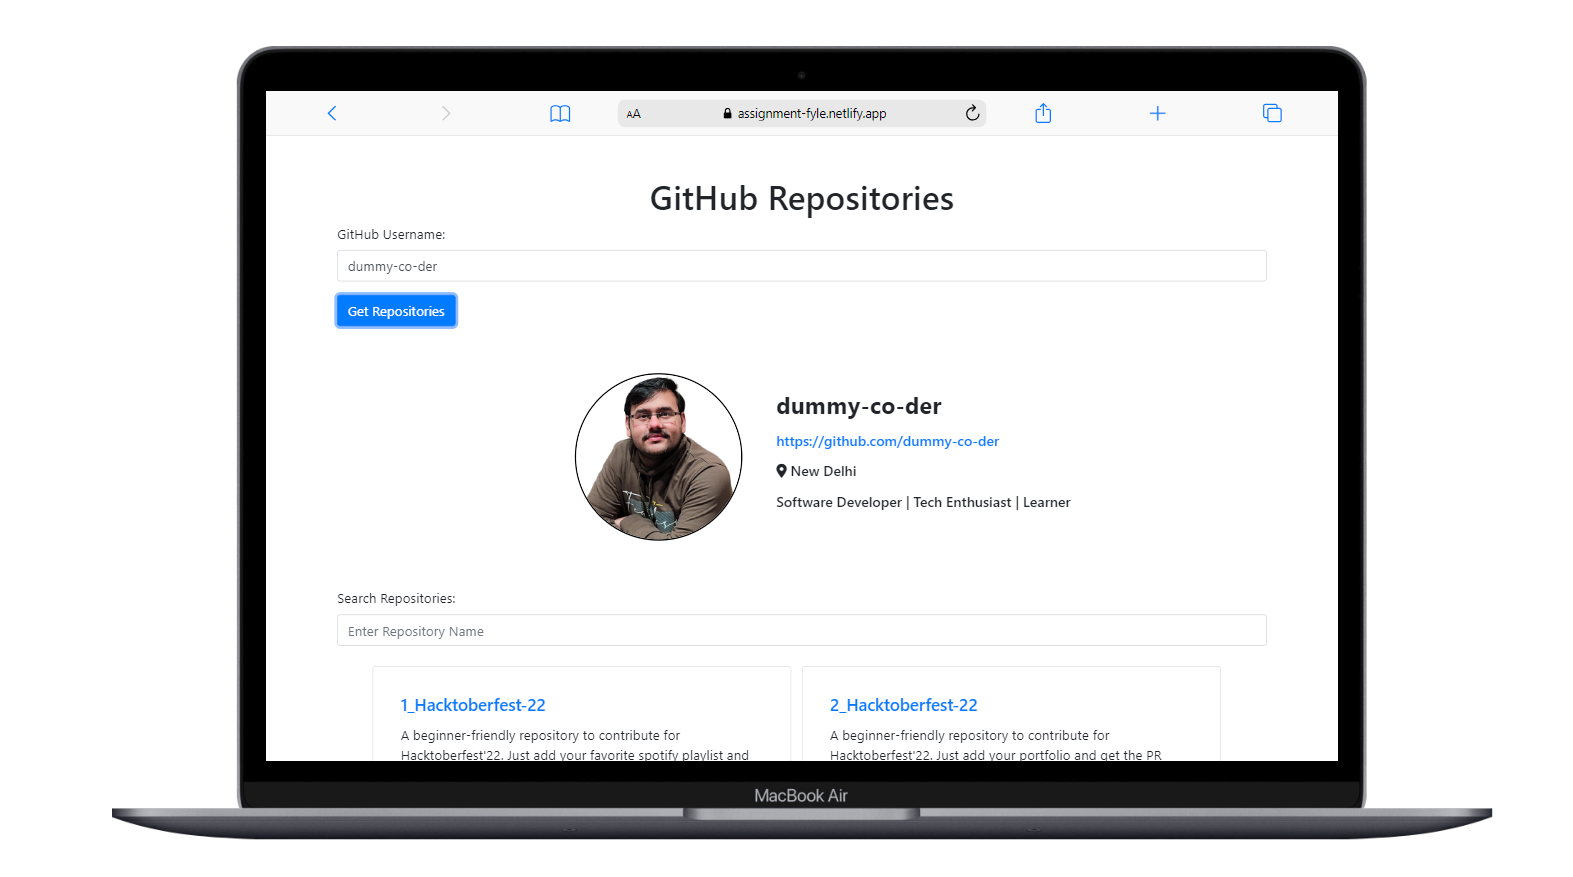 AA assignment-fyle.netlify.app
GitHub Repositories
GitHub Username:
dummy-co-der
Get Repositories
dummy-co-der
https://github.com/dummy-co-der
New Delhi
Software Developer | Tech Enthusiast | Learner
Search Repositories:
Enter Repository Name
1_Hacktoberfest-22
A beginner-friendly repository to contribute for
Hacktoberfest'22. Just add your favorite spotify playlist and
2_Hacktoberfest-22
A beginner-friendly repository to contribute for
Hacktoberfest'22. Just add your portfolio and get the PR
MacBook Air